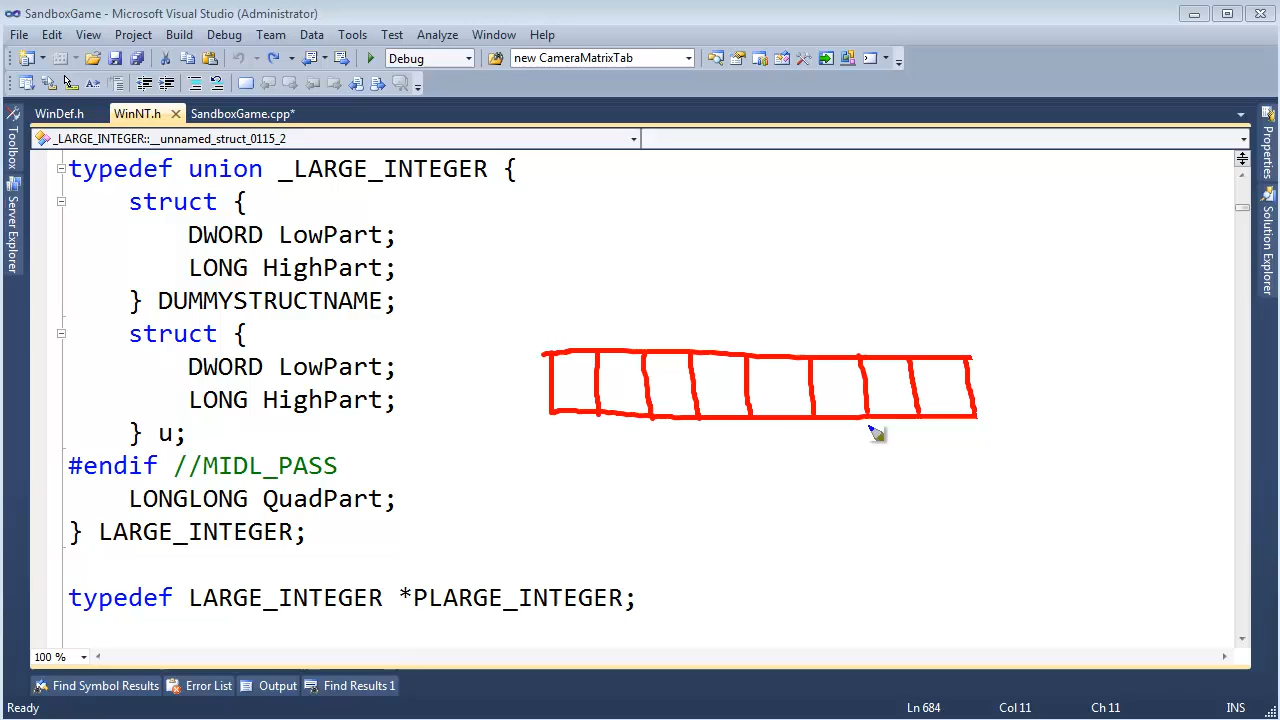 SandboxGame - Microsoft Visual Studio (Administrator)
File Edit View Project Build Debug Team Data Tools Test Analyze Window Help
Debug new CameraMatrixTab
WinDef.h WinNT.h SandboxGame.cpp*
_LARGE_INTEGER::__unnamed_struct_0115_2
Toolbox
Server Explorer
Properties
Solution Explorer
typedef union _LARGE_INTEGER {
struct {
DWORD LowPart;
LONG HighPart;
} DUMMYSTRUCTNAME;
struct {
DWORD LowPart;
LONG HighPart;
} u;
#endif //MIDL_PASS
LONGLONG QuadPart;
} LARGE_INTEGER;
typedef LARGE_INTEGER *PLARGE_INTEGER;
100 %
Find Symbol Results Error List Output Find Results 1
Ready Ln 684 Col 11 Ch 11 INS